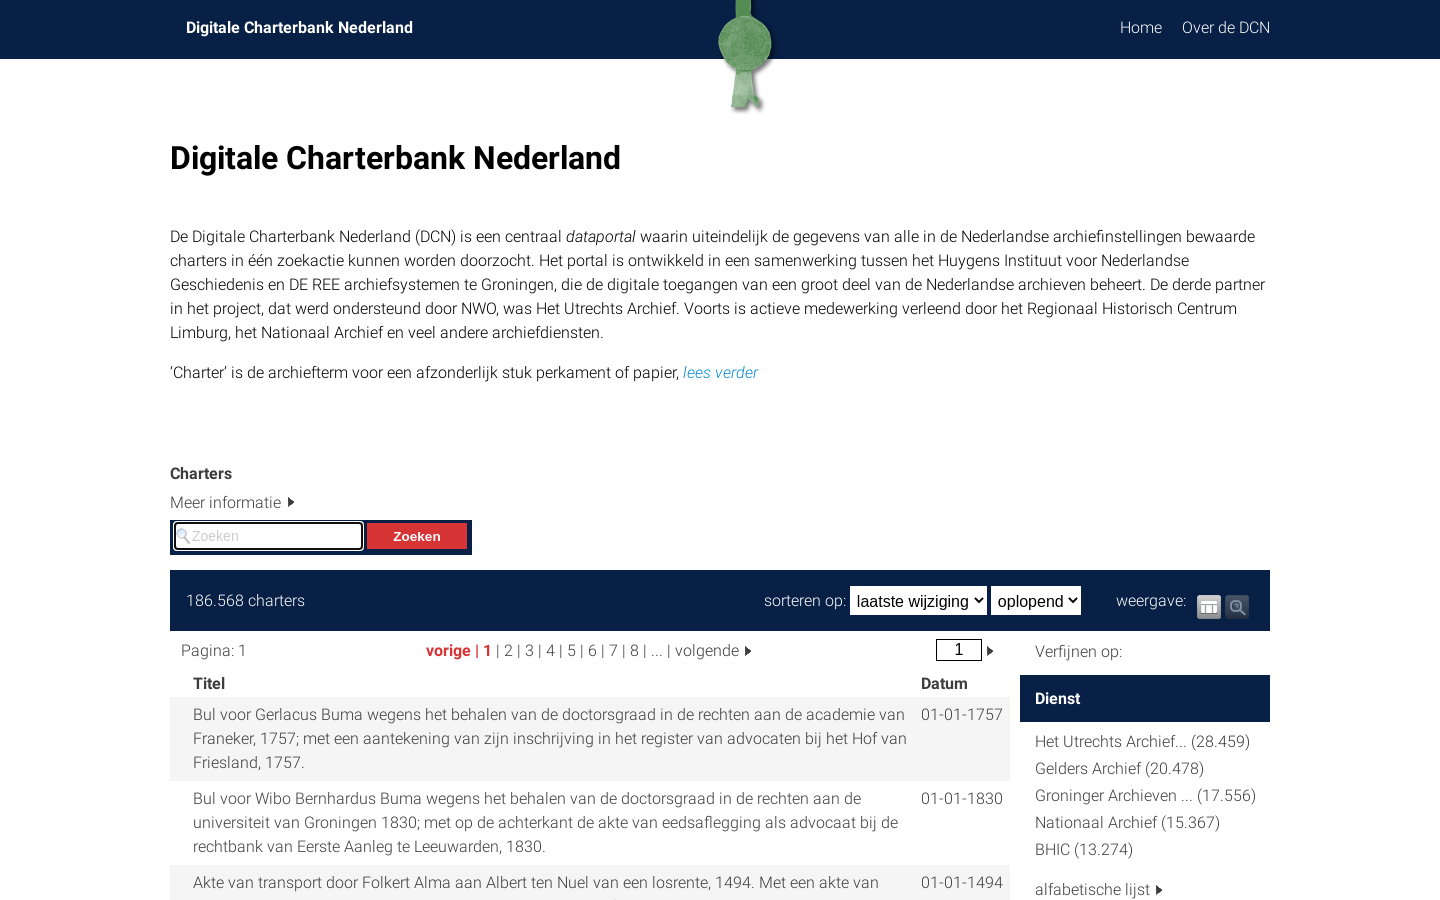 Digitale Charterbank Nederland
Home
Over de DCN
Digitale Charterbank Nederland
De Digitale Charterbank Nederland (DCN) is een centraal dataportal waarin uiteindelijk de gegevens van alle in de Nederlandse archiefinstellingen bewaarde
charters in één zoekactie kunnen worden doorzocht. Het portal is ontwikkeld in een samenwerking tussen het Huygens Instituut voor Nederlandse
Geschiedenis en DE REE archiefsystemen te Groningen, die de digitale toegangen van een groot deel van de Nederlandse archieven beheert. De derde partner
in het project, dat werd ondersteund door NWO, was Het Utrechts Archief. Voorts is actieve medewerking verleend door het Regionaal Historisch Centrum
Limburg, het Nationaal Archief en veel andere archiefdiensten.
‘Charter’ is de archiefterm voor een afzonderlijk stuk perkament of papier, lees verder
Charters
Meer informatie
Zoeken
Zoeken
186.568 charters
sorteren op: laatste wijziging oplopend
weergave:
Pagina: 1
vorige | 1 | 2 | 3 | 4 | 5 | 6 | 7 | 8 | ... | volgende
1
Titel
Datum
Bul voor Gerlacus Buma wegens het behalen van de doctorsgraad in de rechten aan de academie van
Franeker, 1757; met een aantekening van zijn inschrijving in het register van advocaten bij het Hof van
Friesland, 1757.
01-01-1757
Bul voor Wibo Bernhardus Buma wegens het behalen van de doctorsgraad in de rechten aan de
universiteit van Groningen 1830; met op de achterkant de akte van eedsaflegging als advocaat bij de
rechtbank van Eerste Aanleg te Leeuwarden, 1830.
01-01-1830
Akte van transport door Folkert Alma aan Albert ten Nuel van een losrente, 1494. Met een akte van
01-01-1494
Verfijnen op:
Dienst
Het Utrechts Archief... (28.459)
Gelders Archief (20.478)
Groninger Archieven ... (17.556)
Nationaal Archief (15.367)
BHIC (13.274)
alfabetische lijst